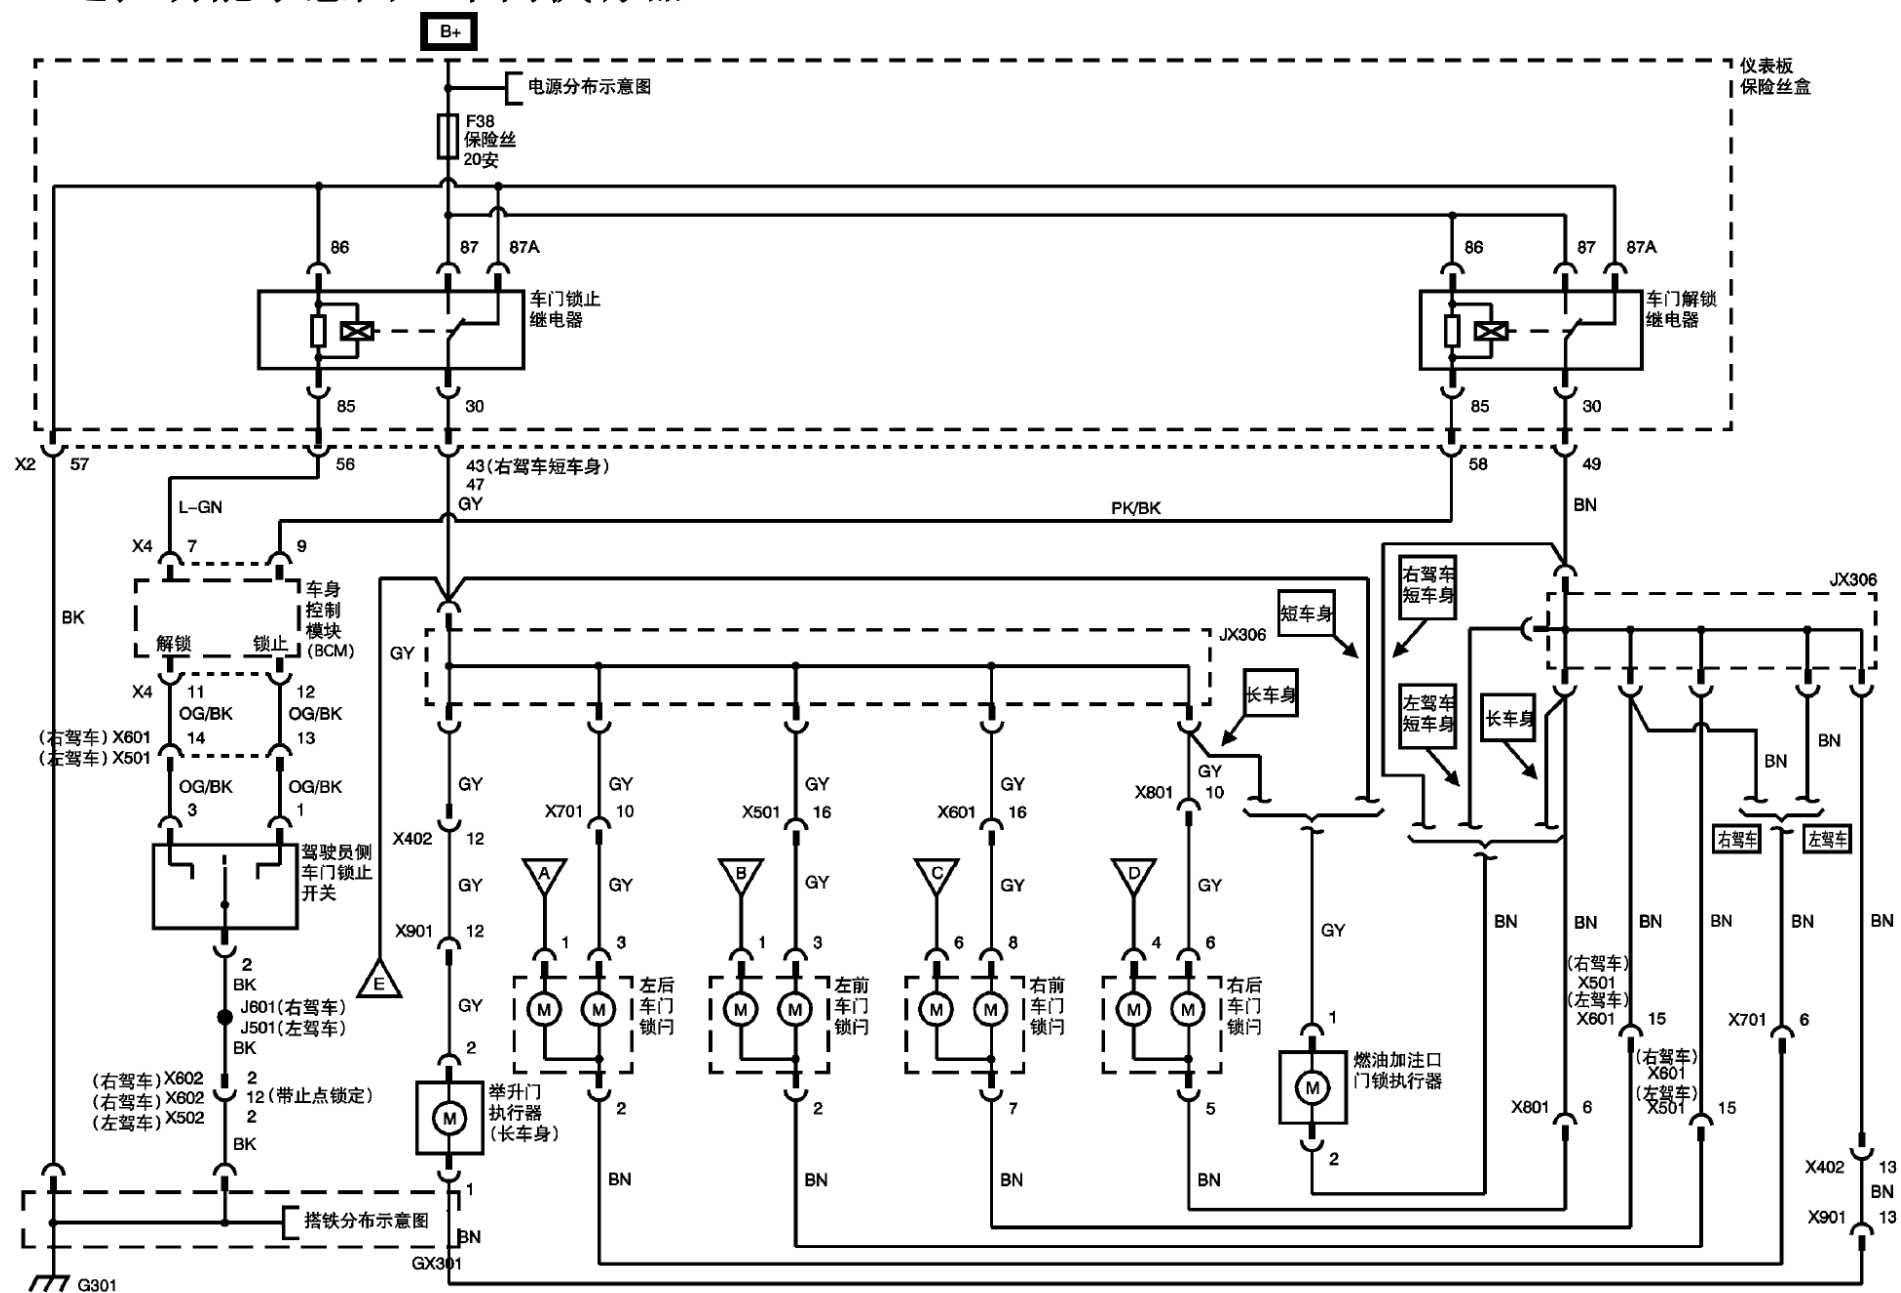 B+
电源分布示意图
仪表板
保险丝盒
F38
保险丝
20安
86
87
87A
86
87
87A
车门锁止
继电器
车门解锁
继电器
85
30
85
30
X2
57
56
43(右驾车短车身)
47
GY
58
49
L-GN
PK/BK
BN
X4
7
9
BK
车身
控制
模块
(BCM)
解锁
锁止
X4
11
12
OG/BK
OG/BK
(右驾车) X601
14
13
(左驾车) X501
OG/BK
OG/BK
3
1
驾驶员侧
车门锁止
开关
2
BK
J601(右驾车)
J501(左驾车)
BK
(右驾车) X602
2
(右驾车) X602
12(带止点锁定)
(左驾车) X502
2
BK
搭铁分布示意图
GX301
G301
E
GY
JX306
短车身
长车身
右驾车
短车身
左驾车
短车身
长车身
JX306
GY
X402
12
GY
X901
12
GY
2
举升门
执行器
(长车身)
M
1
BN
GY
X701
10
A
GY
1
3
左后
车门
锁闩
M
M
2
BN
GY
X501
16
B
GY
1
3
左前
车门
锁闩
M
M
2
BN
GY
X601
16
C
GY
6
8
右前
车门
锁闩
M
M
7
BN
GY
X801
10
D
GY
4
6
右后
车门
锁闩
M
M
5
BN
GY
1
燃油加注口
门锁执行器
M
2
BN
BN
BN
BN
BN
BN
右驾车
左驾车
BN
BN
(右驾车)
X501
(左驾车)
X601
15
(右驾车)
X601
(左驾车)
X501
15
X701
6
X801
6
X402
13
BN
X901
13